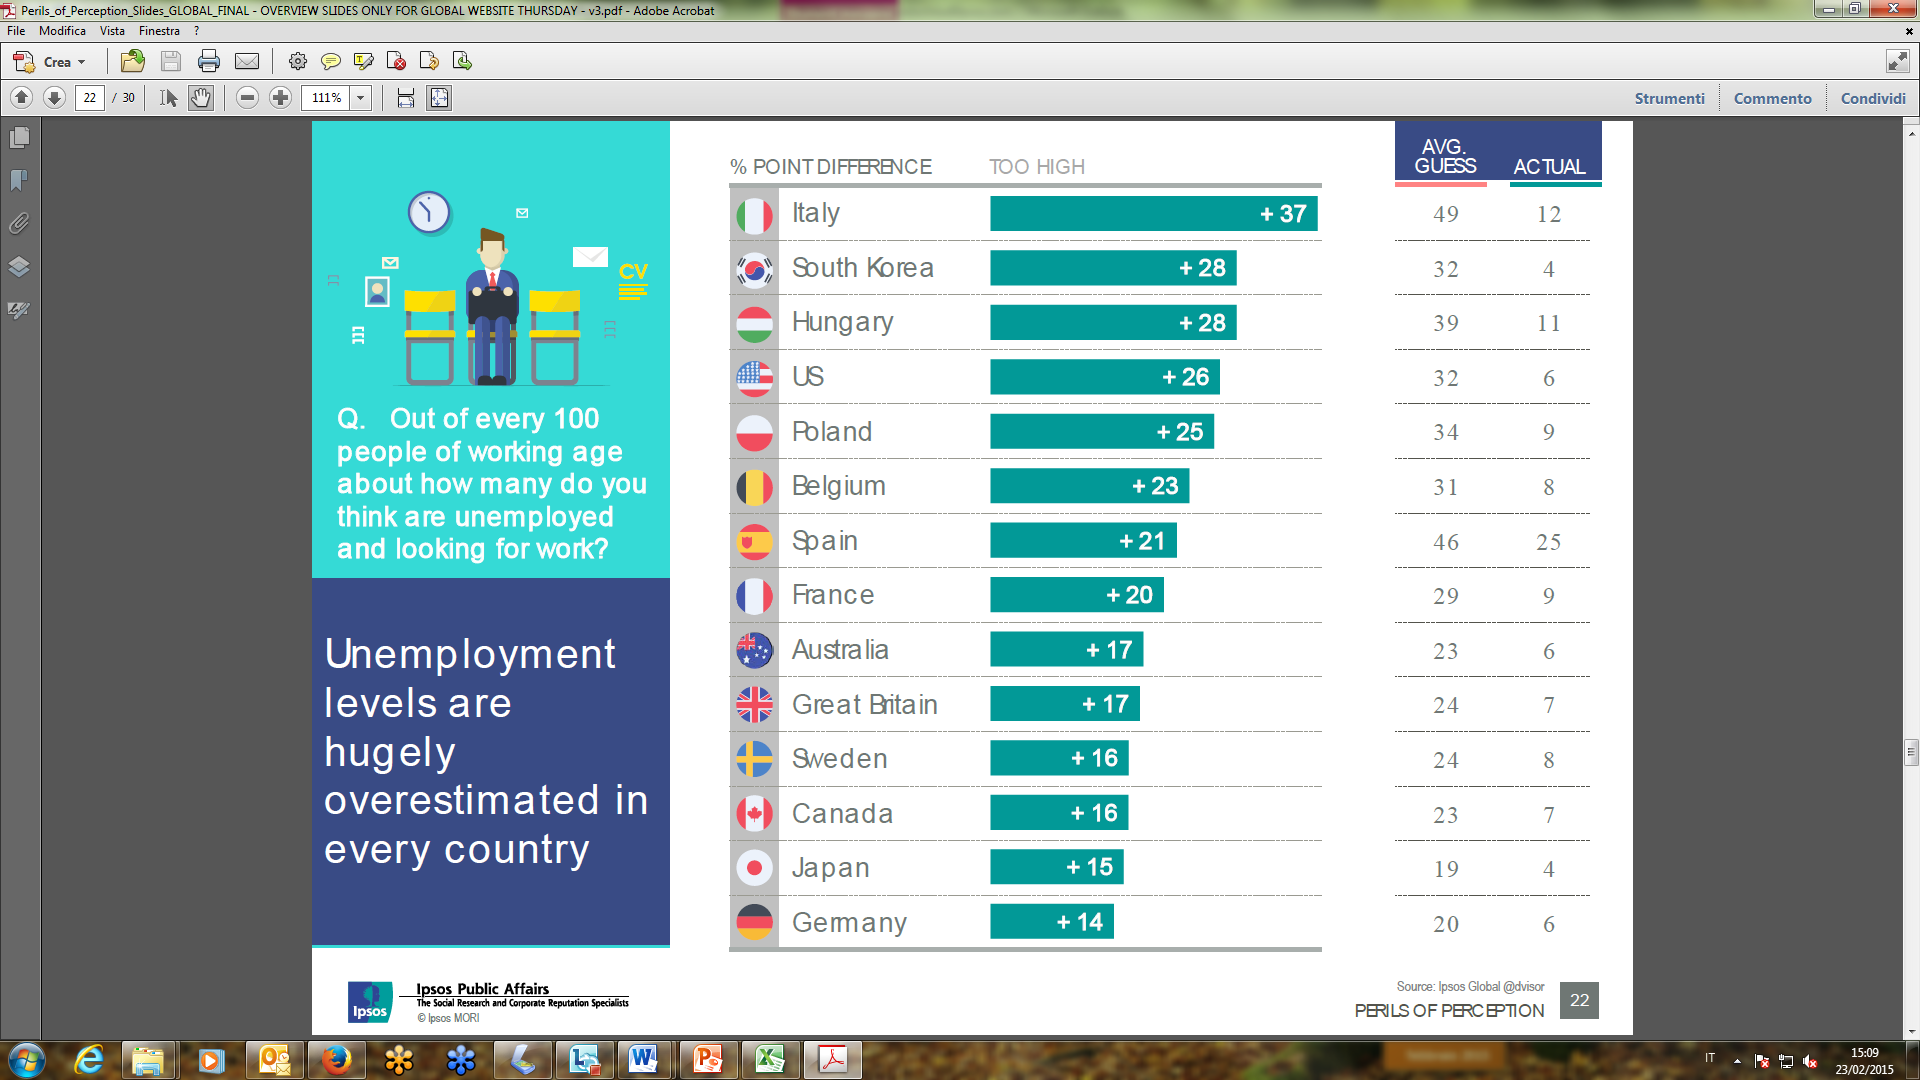 Perils_of_Perception_Slides_GLOBAL_FINAL - OVERVIEW SLIDES ONLY FOR GLOBAL WEBSITE THURSDAY - v3.pdf - Adobe Acrobat
File Modifica Vista Finestra ?
Crea
22 / 30 111% Strumenti Commento Condividi
CV
Q. Out of every 100
people of working age
about how many do you
think are unemployed
and looking for work?
Unemployment
levels are
hugely
overestimated in
every country
% POINT DIFFERENCE TOO HIGH AVG. GUESS ACTUAL
Italy + 37 49 12
South Korea + 28 32 4
Hungary + 28 39 11
US + 26 32 6
Poland + 25 34 9
Belgium + 23 31 8
Spain + 21 46 25
France + 20 29 9
Australia + 17 23 6
Great Britain + 17 24 7
Sweden + 16 24 8
Canada + 16 23 7
Japan + 15 19 4
Germany + 14 20 6
Ipsos
Ipsos Public Affairs
The Social Research and Corporate Reputation Specialists
© Ipsos MORI
Source: Ipsos Global @dvisor
PERILS OF PERCEPTION 22
IT 15:09
23/02/2015